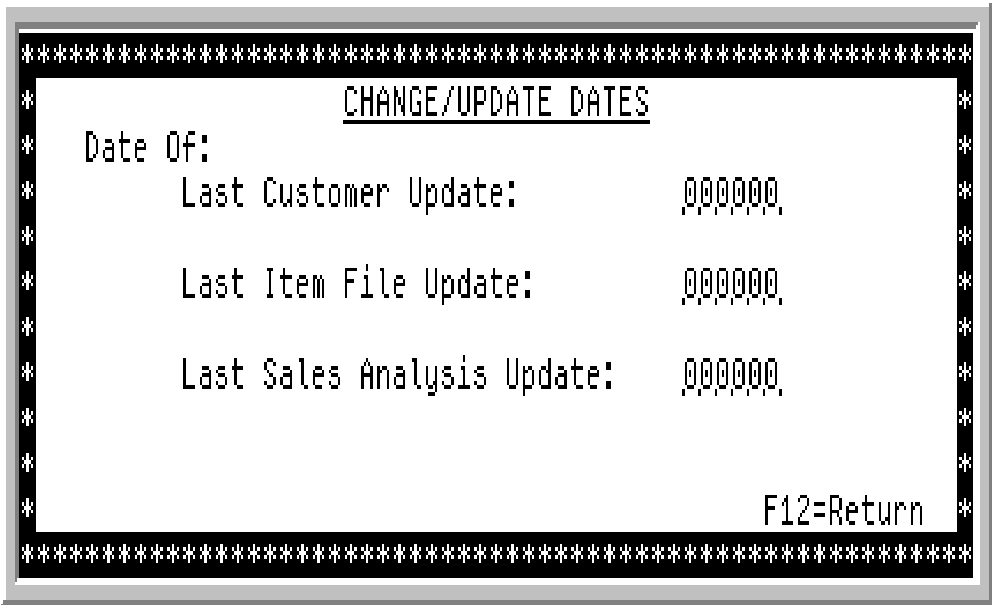 ************************************************************
* CHANGE/UPDATE DATES *
* Date Of: *
* Last Customer Update: 000000 *
* *
* Last Item File Update: 000000 *
* *
* Last Sales Analysis Update: 000000 *
* *
* *
* F12=Return *
************************************************************